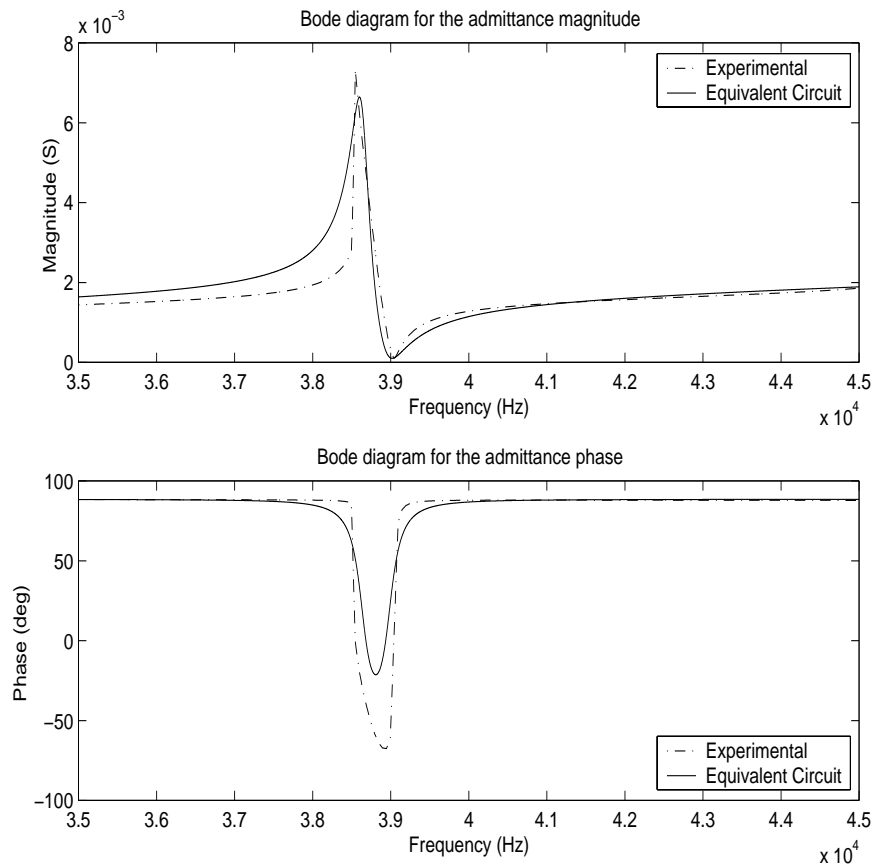 Bode diagram for the admittance magnitude
x 10⁻³
8
6
4
2
0
Magnitude (S)
Experimental
Equivalent Circuit
3.5 3.6 3.7 3.8 3.9 4 4.1 4.2 4.3 4.4 4.5
Frequency (Hz)
x 10⁴
Bode diagram for the admittance phase
100
50
0
−50
−100
Phase (deg)
Experimental
Equivalent Circuit
3.5 3.6 3.7 3.8 3.9 4 4.1 4.2 4.3 4.4 4.5
Frequency (Hz)
x 10⁴